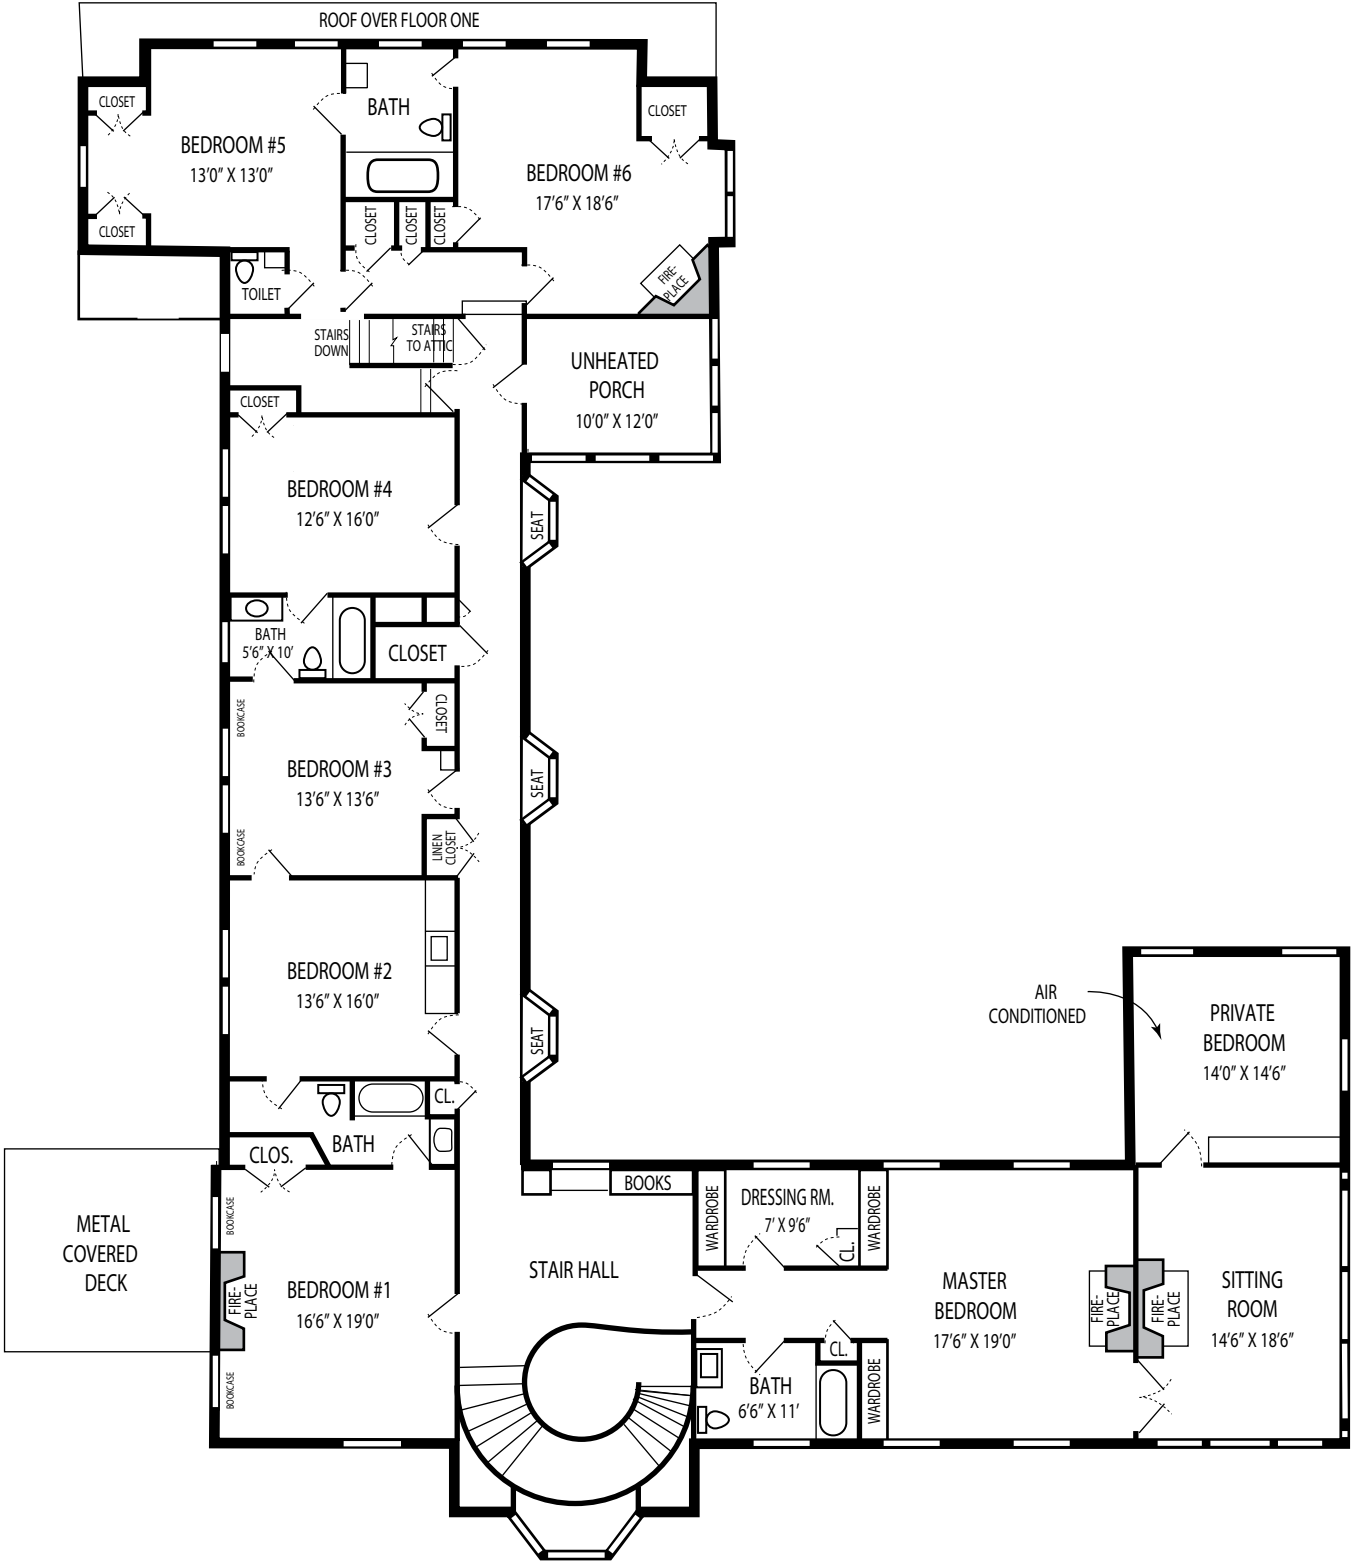 ROOF OVER FLOOR ONE
CLOSET
BEDROOM #5
13'0" X 13'0"
CLOSET
BATH
CLOSET
BEDROOM #6
17'6" X 18'6"
CLOSET
CLOSET
CLOSET
FIRE-
PLACE
TOILET
STAIRS
DOWN
STAIRS
TO ATTIC
UNHEATED
PORCH
10'0" X 12'0"
CLOSET
BEDROOM #4
12'6" X 16'0"
SEAT
BATH
5'6" X 10'
CLOSET
BOOKCASE
CLOSET
BEDROOM #3
13'6" X 13'6"
SEAT
BOOKCASE
LINEN
CLOSET
BEDROOM #2
13'6" X 16'0"
SEAT
AIR
CONDITIONED
PRIVATE
BEDROOM
14'0" X 14'6"
CL.
BATH
CLOS.
METAL
COVERED
DECK
BOOKCASE
FIRE-
PLACE
BEDROOM #1
16'6" X 19'0"
BOOKCASE
BOOKS
STAIR HALL
WARDROBE
DRESSING RM.
7' X 9'6"
CL.
WARDROBE
MASTER
BEDROOM
17'6" X 19'0"
FIRE-
PLACE
FIRE-
PLACE
SITTING
ROOM
14'6" X 18'6"
BATH
6'6" X 11'
CL.
WARDROBE